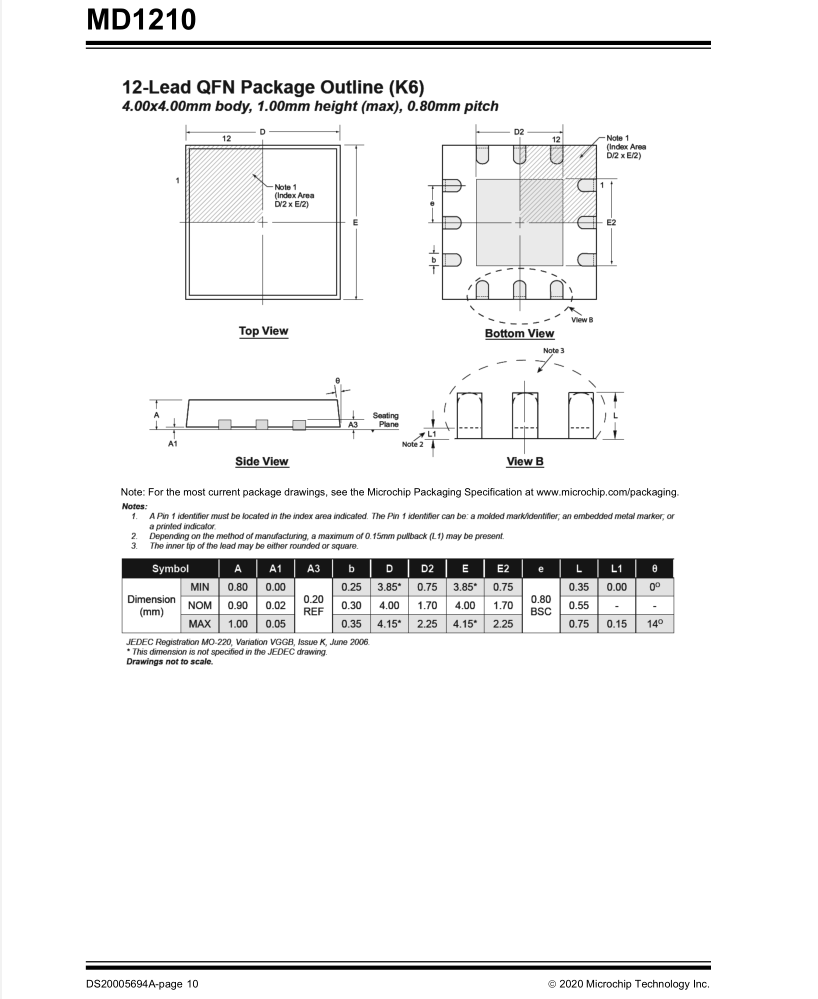 MD1210
12-Lead QFN Package Outline (K6)
4.00x4.00mm body, 1.00mm height (max), 0.80mm pitch
D
12
1
Note 1
(Index Area
D/2 x E/2)
E
D2
12
Note 1
(Index Area
D/2 x E/2)
1
e
E2
b
View B
Top View
Bottom View
Note 3
θ
A
A3
Seating
Plane
A1
L
L1
Note 2
Side View
View B
Note: For the most current package drawings, see the Microchip Packaging Specification at www.microchip.com/packaging.
Notes:
1. A Pin 1 identifier must be located in the index area indicated. The Pin 1 identifier can be: a molded mark/identifier; an embedded metal marker; or
a printed indicator.
2. Depending on the method of manufacturing, a maximum of 0.15mm pullback (L1) may be present.
3. The inner tip of the lead may be either rounded or square.
Symbol A A1 A3 b D D2 E E2 e L L1 θ
Dimension (mm) MIN 0.80 0.00 0.20 REF 0.25 3.85* 0.75 3.85* 0.75 0.80 BSC 0.35 0.00 0º
NOM 0.90 0.02 0.30 4.00 1.70 4.00 1.70 0.55 - -
MAX 1.00 0.05 0.35 4.15* 2.25 4.15* 2.25 0.75 0.15 14º
JEDEC Registration MO-220, Variation VGGB, Issue K, June 2006.
* This dimension is not specified in the JEDEC drawing.
Drawings not to scale.
DS20005694A-page 10
© 2020 Microchip Technology Inc.